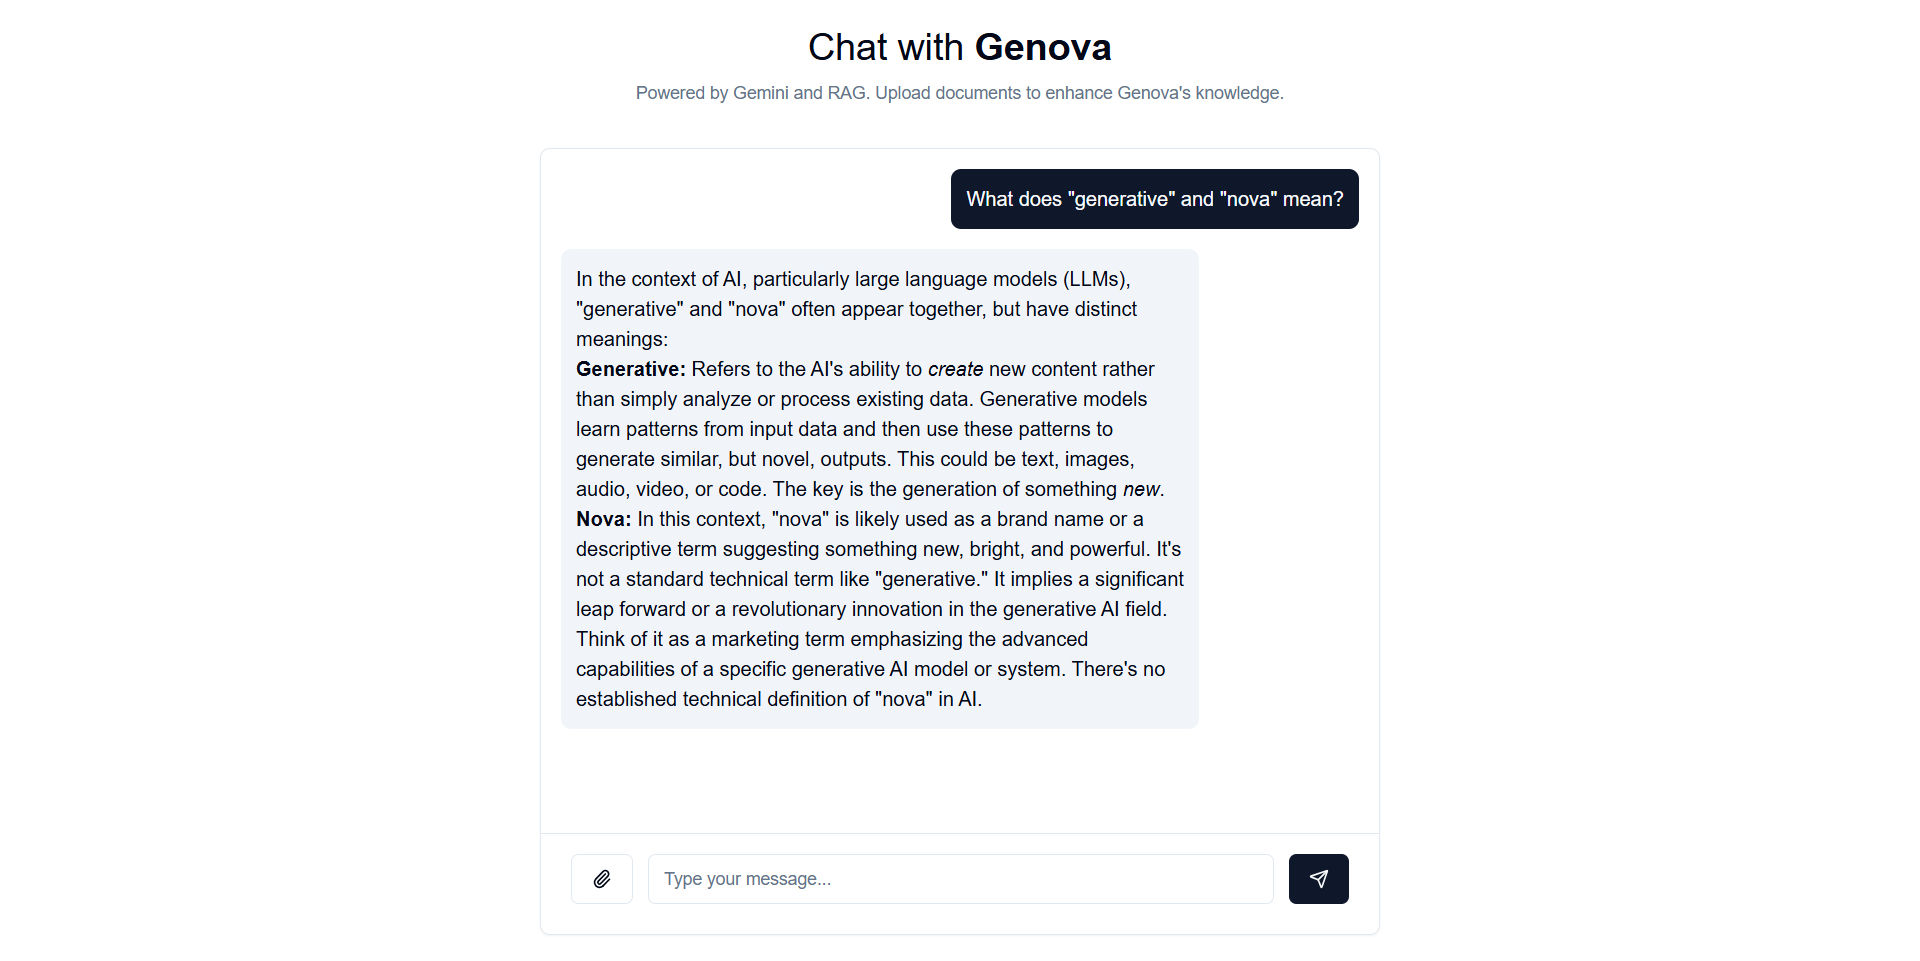 Chat with Genova
Powered by Gemini and RAG. Upload documents to enhance Genova's knowledge.
What does "generative" and "nova" mean?
In the context of AI, particularly large language models (LLMs),
"generative" and "nova" often appear together, but have distinct
meanings:
Generative: Refers to the AI's ability to create new content rather
than simply analyze or process existing data. Generative models
learn patterns from input data and then use these patterns to
generate similar, but novel, outputs. This could be text, images,
audio, video, or code. The key is the generation of something new.
Nova: In this context, "nova" is likely used as a brand name or a
descriptive term suggesting something new, bright, and powerful. It's
not a standard technical term like "generative." It implies a significant
leap forward or a revolutionary innovation in the generative AI field.
Think of it as a marketing term emphasizing the advanced
capabilities of a specific generative AI model or system. There's no
established technical definition of "nova" in AI.
Type your message...